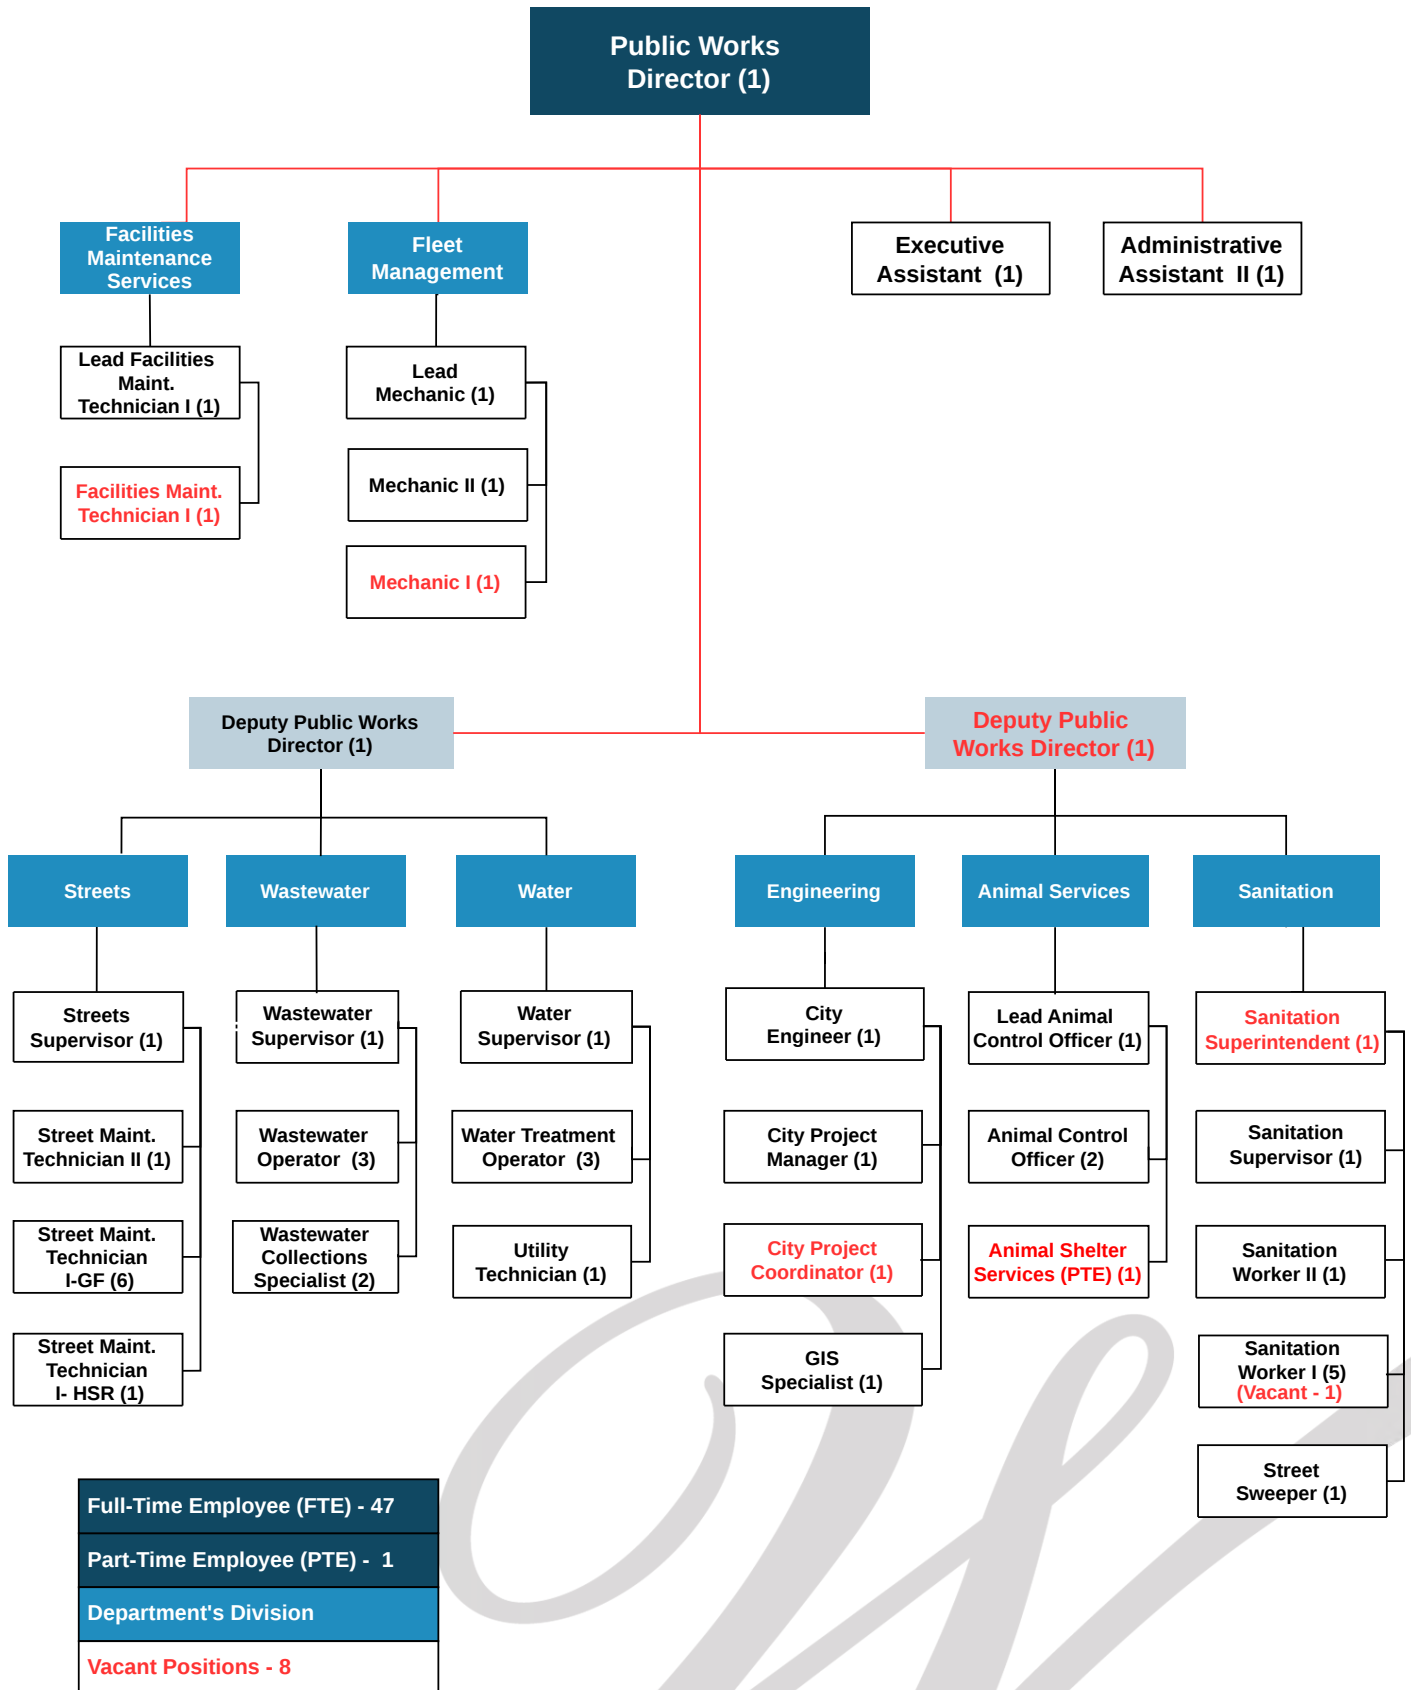 Public Works
Director (1)
Facilities
Maintenance
Services
Fleet
Management
Executive
Assistant (1)
Administrative
Assistant II (1)
Lead Facilities
Maint.
Technician I (1)
Lead
Mechanic (1)
Facilities Maint.
Technician I (1)
Mechanic II (1)
Mechanic I (1)
Deputy Public Works
Director (1)
Deputy Public
Works Director (1)
Streets
Wastewater
Water
Engineering
Animal Services
Sanitation
Streets
Supervisor (1)
Wastewater
Supervisor (1)
Water
Supervisor (1)
City
Engineer (1)
Lead Animal
Control Officer (1)
Sanitation
Superintendent (1)
Street Maint.
Technician II (1)
Wastewater
Operator (3)
Water Treatment
Operator (3)
City Project
Manager (1)
Animal Control
Officer (2)
Sanitation
Supervisor (1)
Street Maint.
Technician
I-GF (6)
Wastewater
Collections
Specialist (2)
Utility
Technician (1)
City Project
Coordinator (1)
Animal Shelter
Services (PTE) (1)
Sanitation
Worker II (1)
Street Maint.
Technician
I- HSR (1)
GIS
Specialist (1)
Sanitation
Worker I (5)
(Vacant - 1)
Street
Sweeper (1)
Full-Time Employee (FTE) - 47
Part-Time Employee (PTE) - 1
Department's Division
Vacant Positions - 8